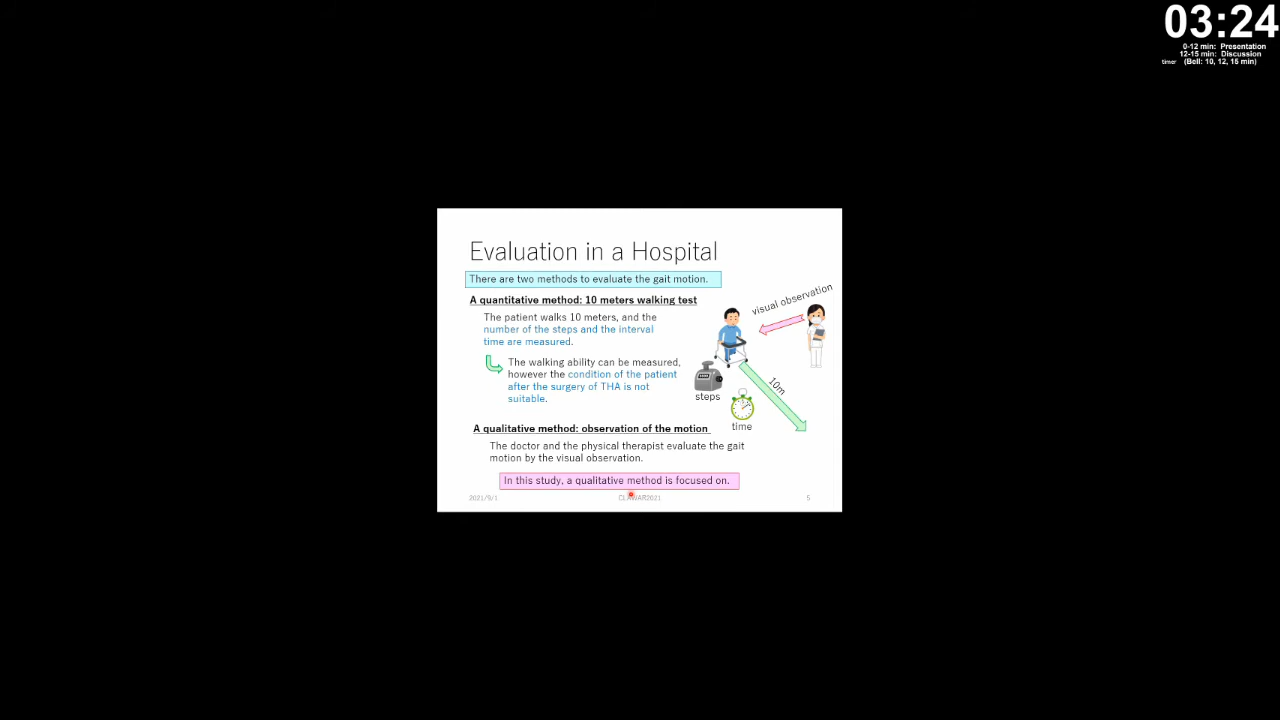 03:24
0-12 min: Presentation
12-15 min: Discussion
timer (Bell: 10, 12, 15 min)
Evaluation in a Hospital
There are two methods to evaluate the gait motion.
A quantitative method: 10 meters walking test
The patient walks 10 meters, and the
number of the steps and the interval
time are measured.
The walking ability can be measured,
however the condition of the patient
after the surgery of THA is not
suitable.
visual observation
10m
steps
time
A qualitative method: observation of the motion
The doctor and the physical therapist evaluate the gait
motion by the visual observation.
In this study, a qualitative method is focused on.
2021/9/1
CLAWAR2021
5